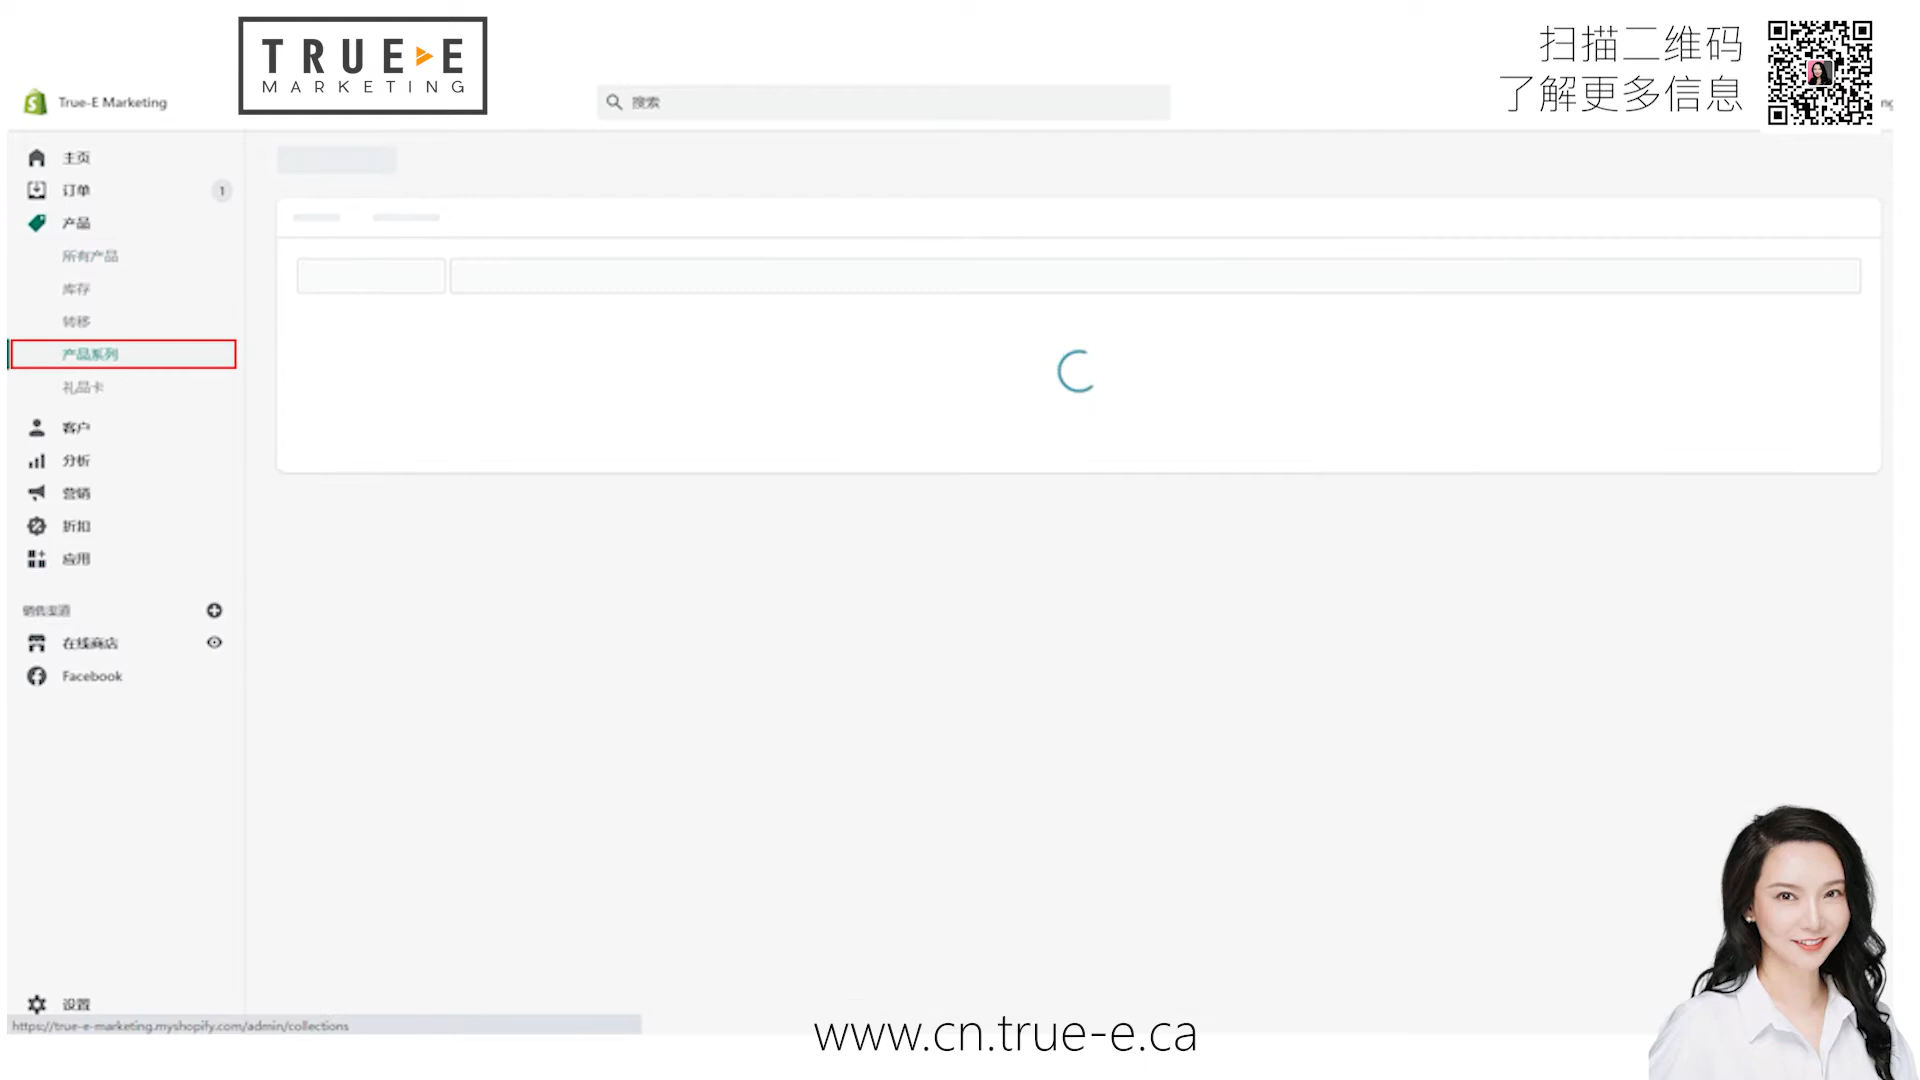 TRUE E
MARKETING
扫描二维码
了解更多信息
True-E Marketing
搜索
主页
订单
1
产品
所有产品
库存
转移
产品系列
礼品卡
客户
分析
营销
折扣
应用
销售渠道
在线商店
Facebook
设置
https://true-e-marketing.myshopify.com/admin/collections
www.cn.true-e.ca